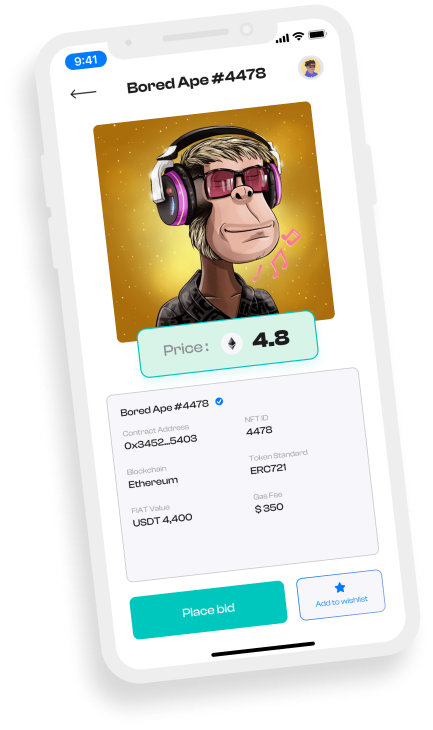 9:41
Bored Ape #4478
Price :
4.8
Bored Ape #4478
Contract Address
0x3452...5403
NFT ID
4478
Blockchain
Ethereum
Token Standard
ERC721
FIAT Value
USDT 4,400
Gas Fee
$ 350
Place bid
Add to wishlist